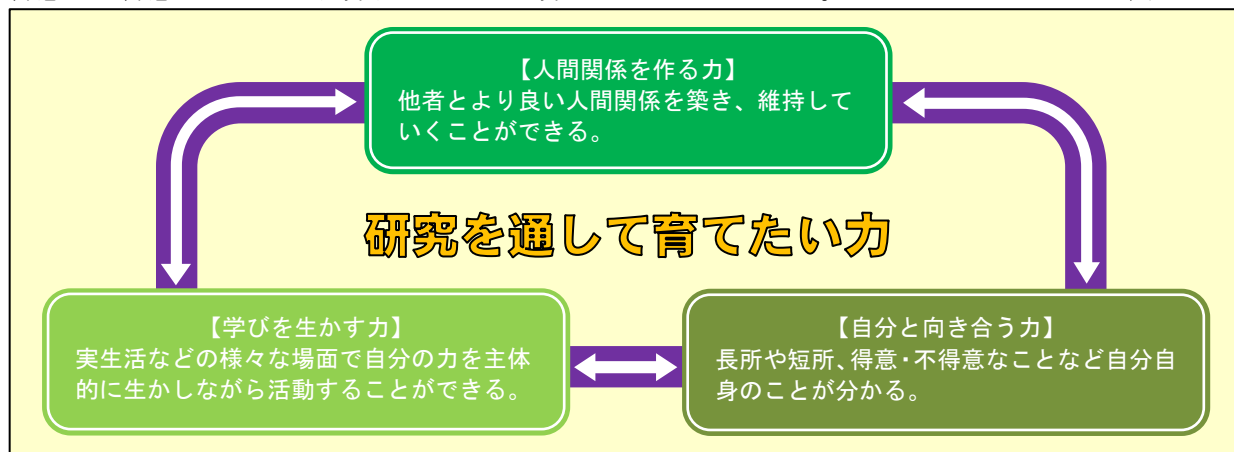 【人間関係を作る力】
他者とより良い人間関係を築き、維持して
いくことができる。
研究を通して育てたい力
【学びを生かす力】
実生活などの様々な場面で自分の力を主体
的に生かしながら活動することができる。
【自分と向き合う力】
長所や短所、得意・不得意なことなど自分自
身のことが分かる。